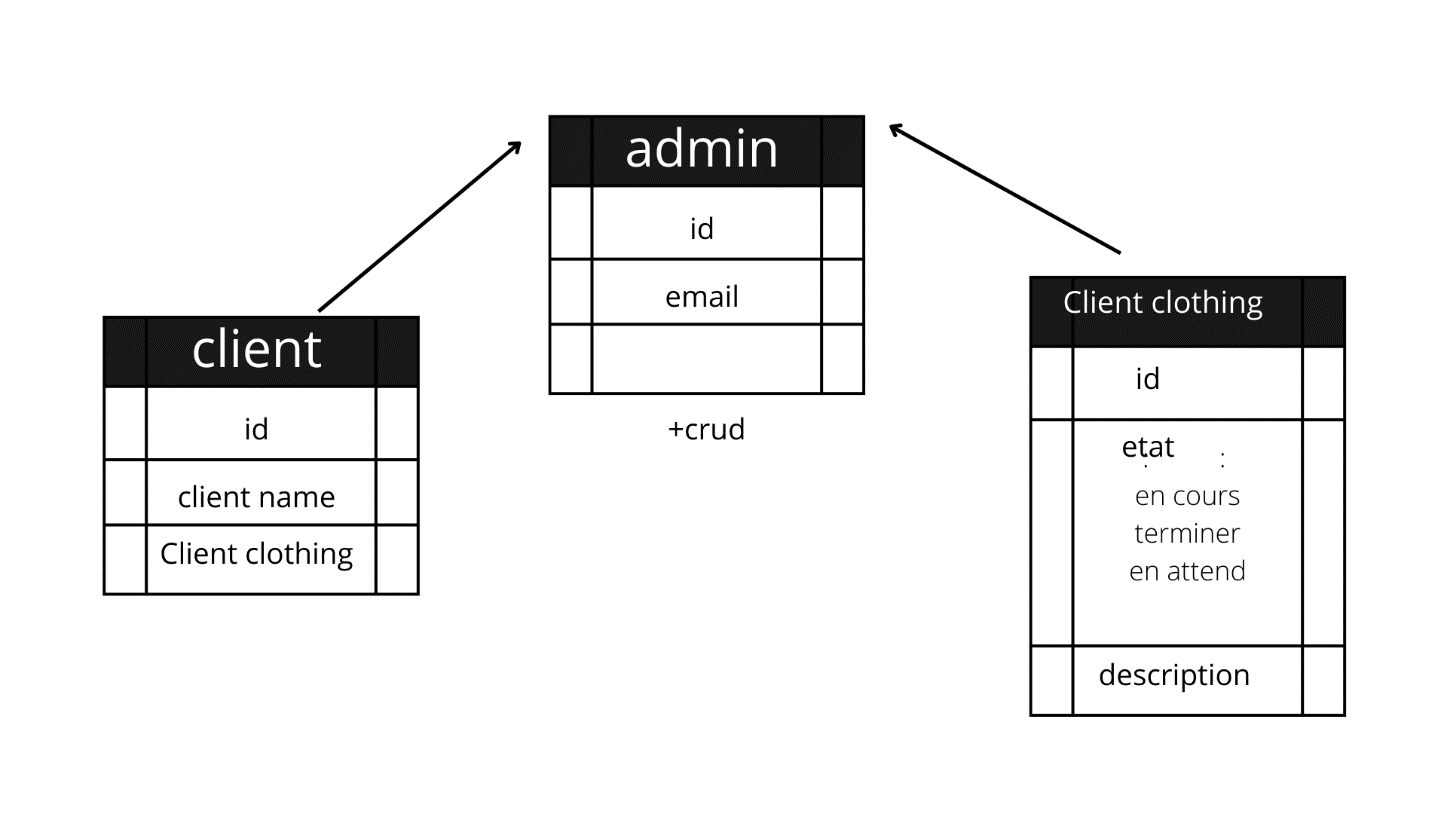 admin
id
email
+crud
client
id
client name
Client clothing
Client clothing
id
etat
: :
en cours
terminer
en attend
description